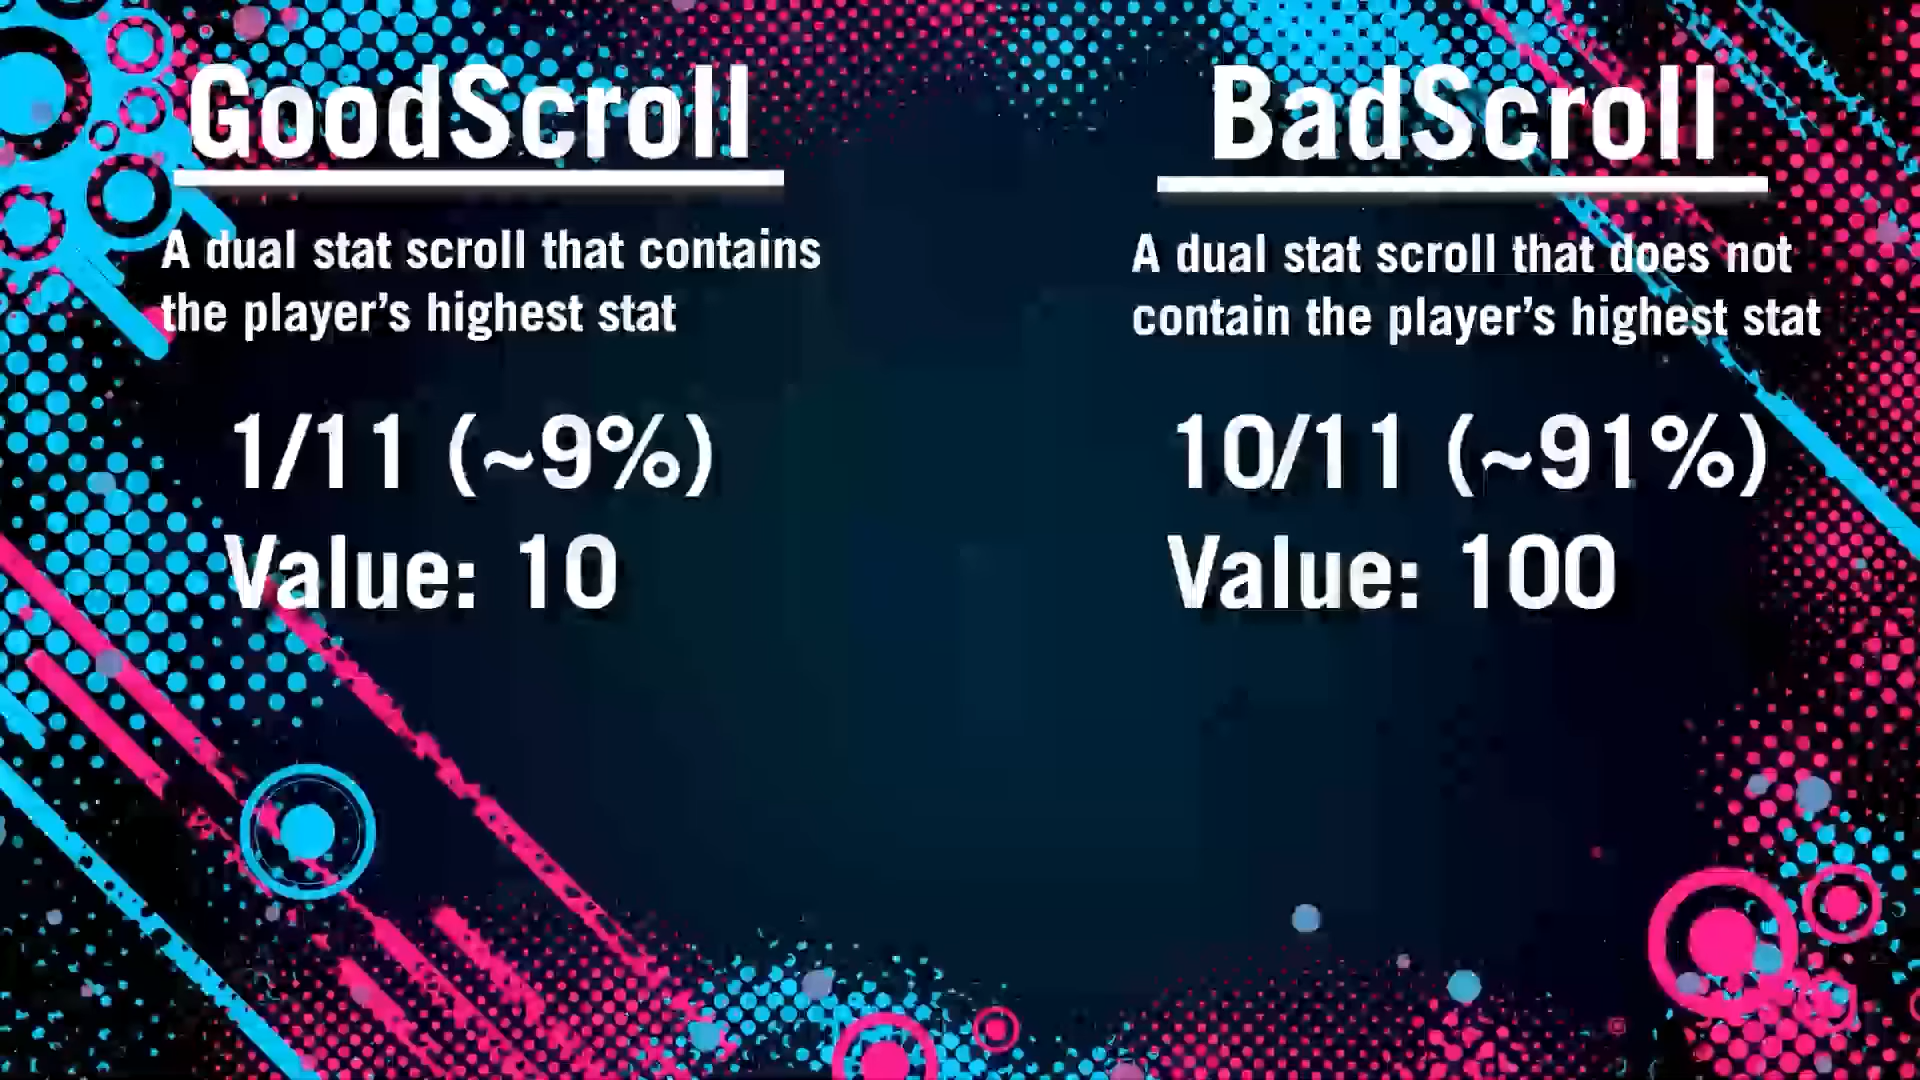 GoodScroll
A dual stat scroll that contains
the player's highest stat
1/11 (~9%)
Value: 10
BadScroll
A dual stat scroll that does not
contain the player's highest stat
10/11 (~91%)
Value: 100